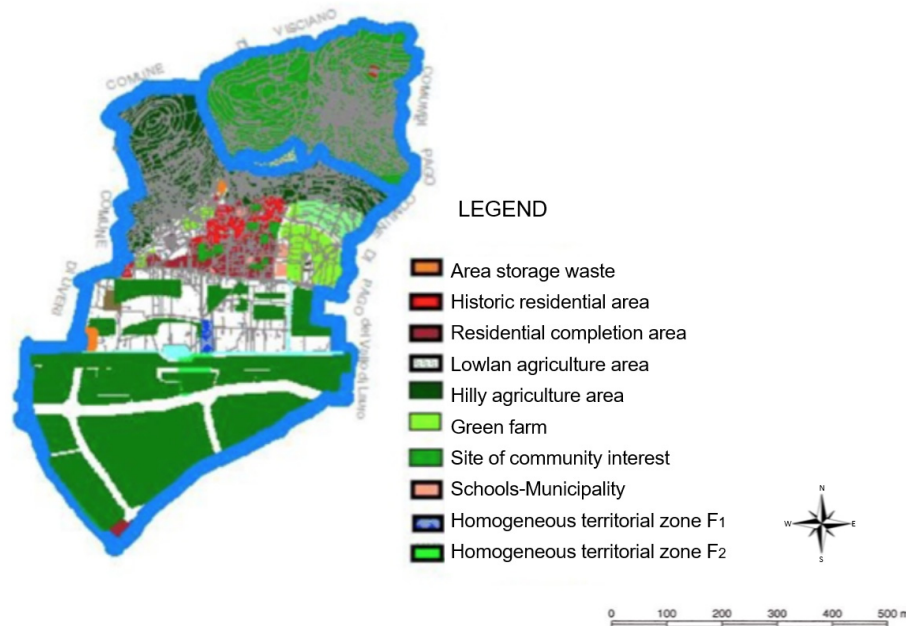 COMUNE
DI
VISCIANO
COMUNE
DI
PAGO
COMUNE
DI LIVERI
COMUNE
DI
PAGO
del Vallo di Lauro
LEGEND
Area storage waste
Historic residential area
Residential completion area
Lowlan agriculture area
Hilly agriculture area
Green farm
Site of community interest
Schools-Municipality
Homogeneous territorial zone F1
Homogeneous territorial zone F2
N
W
E
S
0 100 200 300 400 500 m